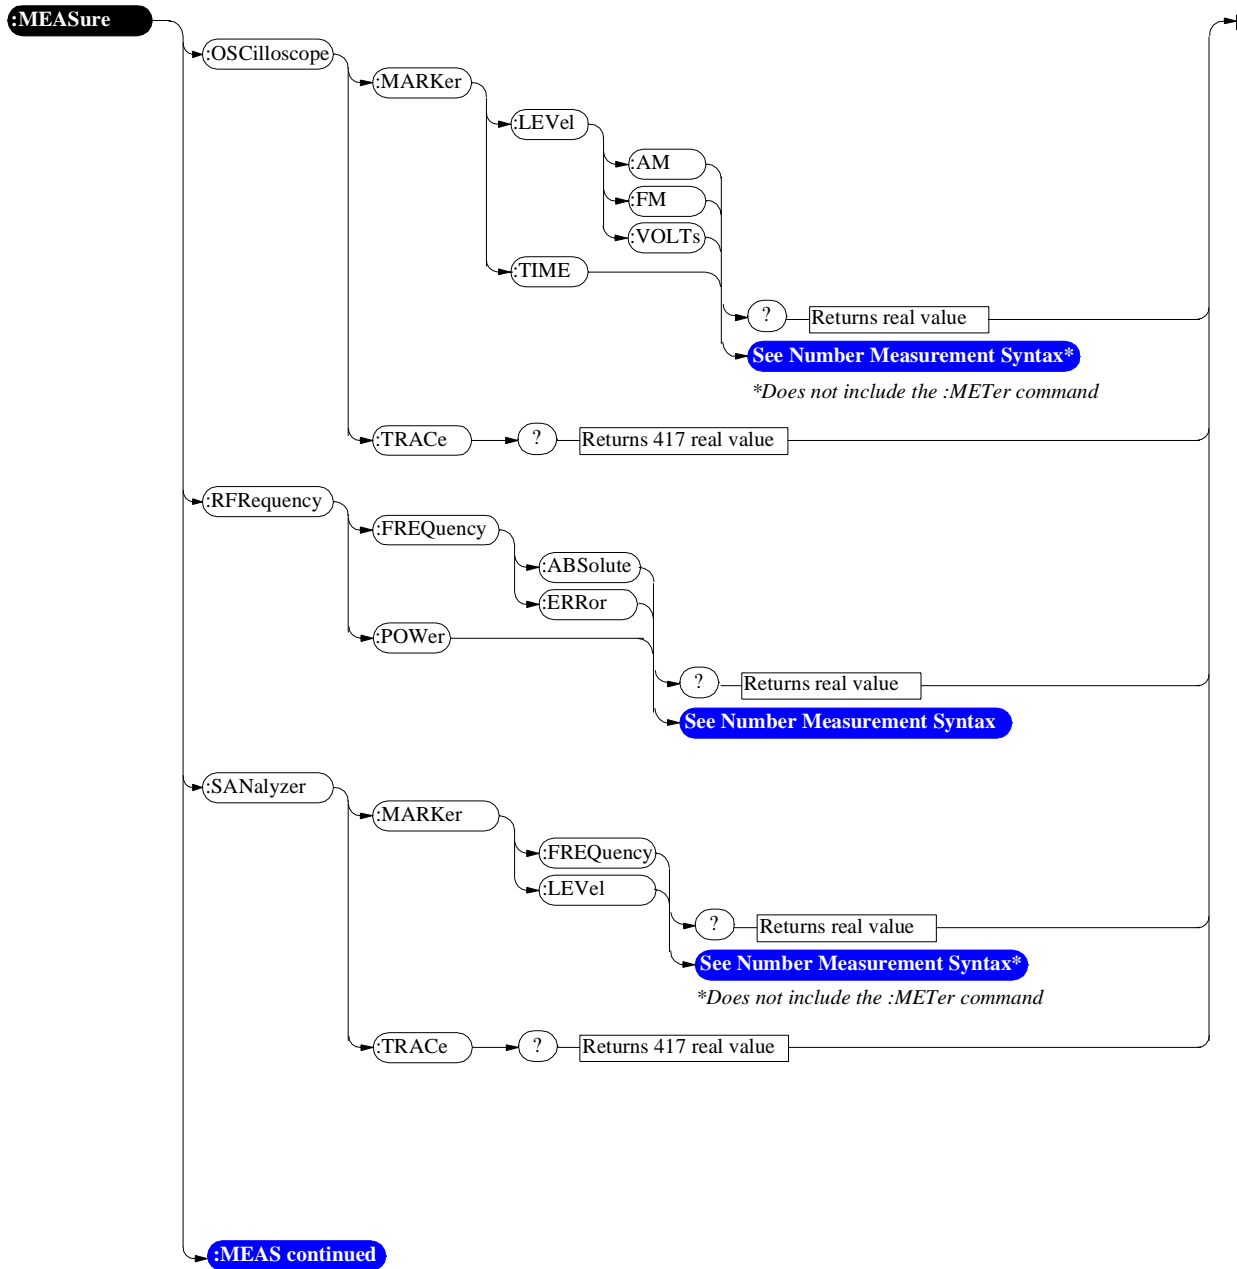 :MEASure
:OSCilloscope
:MARKer
:LEVel
:AM
:FM
:VOLTs
:TIME
? Returns real value
See Number Measurement Syntax*
*Does not include the :METer command
:TRACe ? Returns 417 real value
:RFRequency
:FREQuency
:ABSolute
:ERRor
:POWer
? Returns real value
See Number Measurement Syntax
:SANalyzer
:MARKer
:FREQuency
:LEVel
? Returns real value
See Number Measurement Syntax*
*Does not include the :METer command
:TRACe ? Returns 417 real value
:MEAS continued